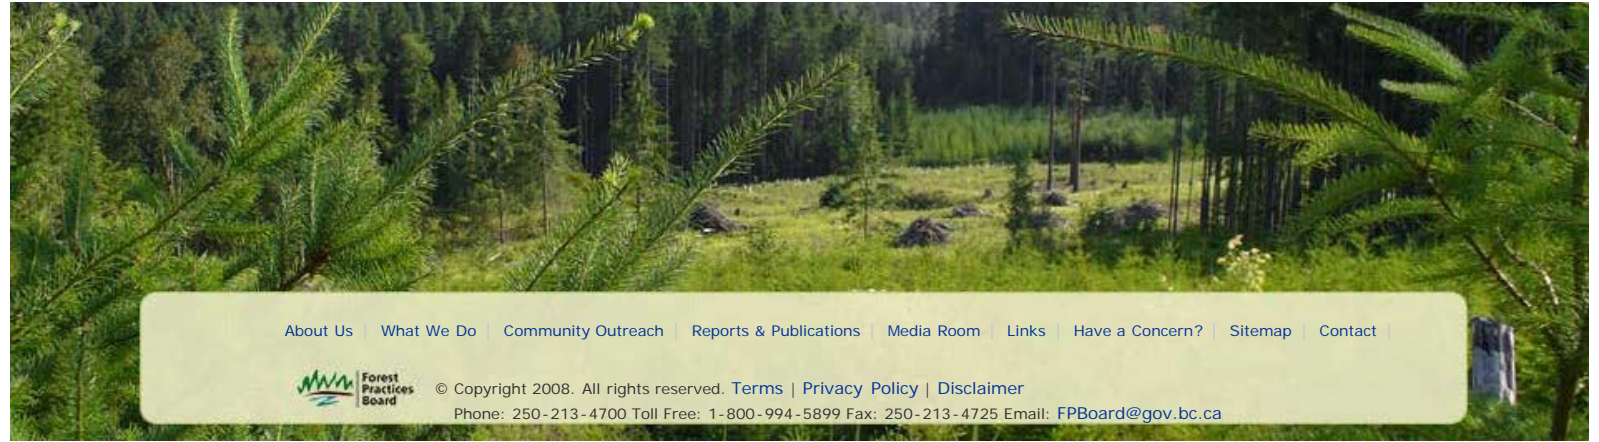 About Us | What We Do | Community Outreach | Reports & Publications | Media Room | Links | Have a Concern? | Sitemap | Contact |
Forest
Practices
Board
© Copyright 2008. All rights reserved. Terms | Privacy Policy | Disclaimer
Phone: 250-213-4700 Toll Free: 1-800-994-5899 Fax: 250-213-4725 Email: FPBoard@gov.bc.ca